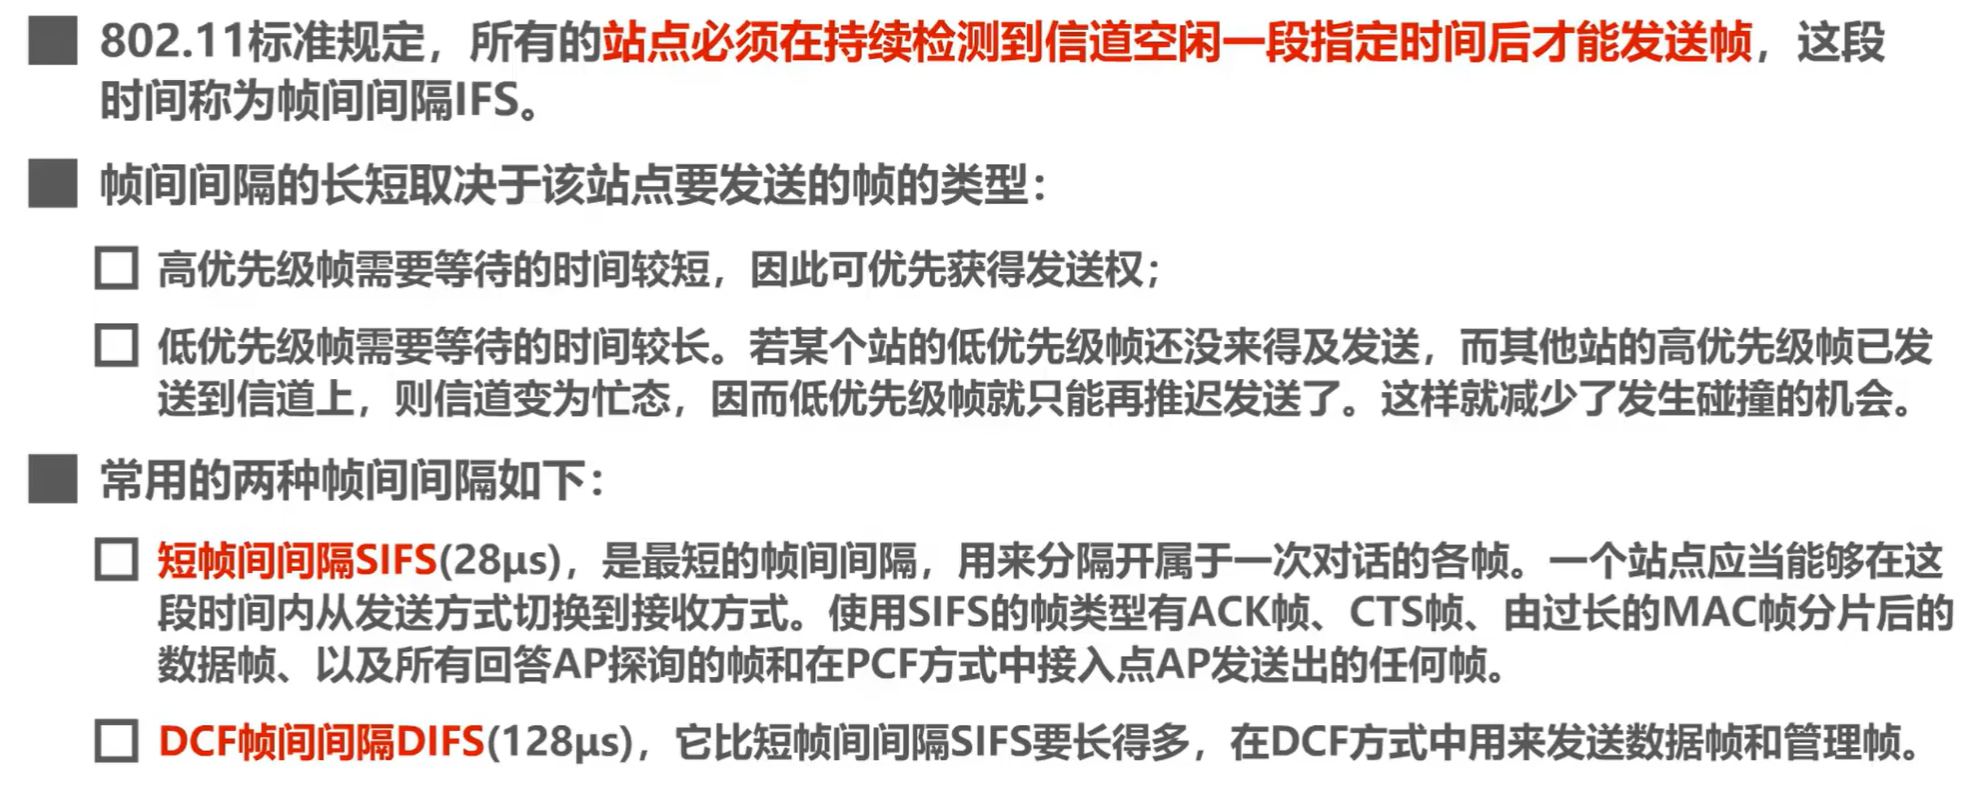 802.11标准规定，所有的站点必须在持续检测到信道空闲一段指定时间后才能发送帧，这段
时间称为帧间间隔IFS。
帧间间隔的长短取决于该站点要发送的帧的类型：
高优先级帧需要等待的时间较短，因此可优先获得发送权；
低优先级帧需要等待的时间较长。若某个站的低优先级帧还没来得及发送，而其他站的高优先级帧已发
送到信道上，则信道变为忙态，因而低优先级帧就只能再推迟发送了。这样就减少了发生碰撞的机会。
常用的两种帧间间隔如下：
短帧间间隔SIFS(28μs)，是最短的帧间间隔，用来分隔开属于一次对话的各帧。一个站点应当能够在这
段时间内从发送方式切换到接收方式。使用SIFS的帧类型有ACK帧、CTS帧、由过长的MAC帧分片后的
数据帧、以及所有回答AP探询的帧和在PCF方式中接入点AP发送出的任何帧。
DCF帧间间隔DIFS(128μs)，它比短帧间间隔SIFS要长得多，在DCF方式中用来发送数据帧和管理帧。